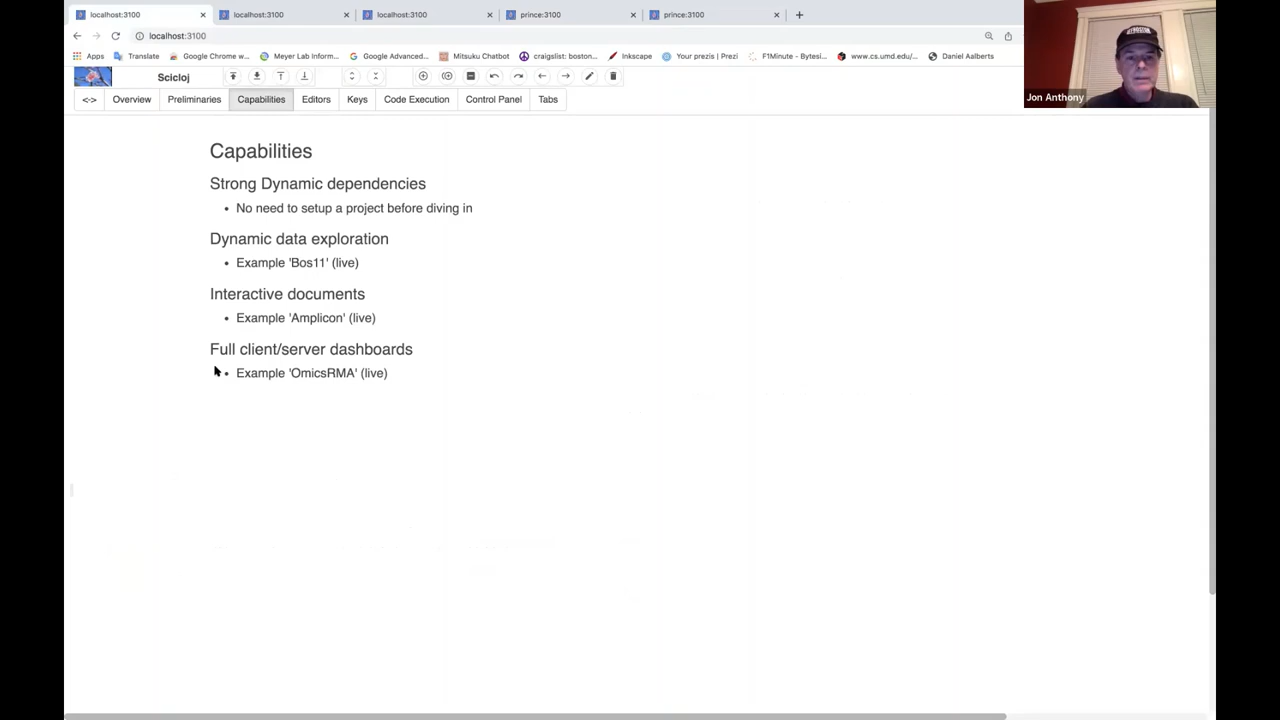 localhost:3100
localhost:3100
localhost:3100
prince:3100
prince:3100
localhost:3100
Apps
Translate
Google Chrome w...
Meyer Lab Inform...
Google Advanced...
Mitsuku Chatbot
craigslist: boston...
Inkscape
Your prezis | Prezi
F1Minute - Bytesi...
www.cs.umd.edu/...
Daniel Aalberts
Scicloj
<-> Overview Preliminaries Capabilities Editors Keys Code Execution Control Panel Tabs
Jon Anthony
Capabilities
Strong Dynamic dependencies
• No need to setup a project before diving in
Dynamic data exploration
• Example 'Bos11' (live)
Interactive documents
• Example 'Amplicon' (live)
Full client/server dashboards
• Example 'OmicsRMA' (live)